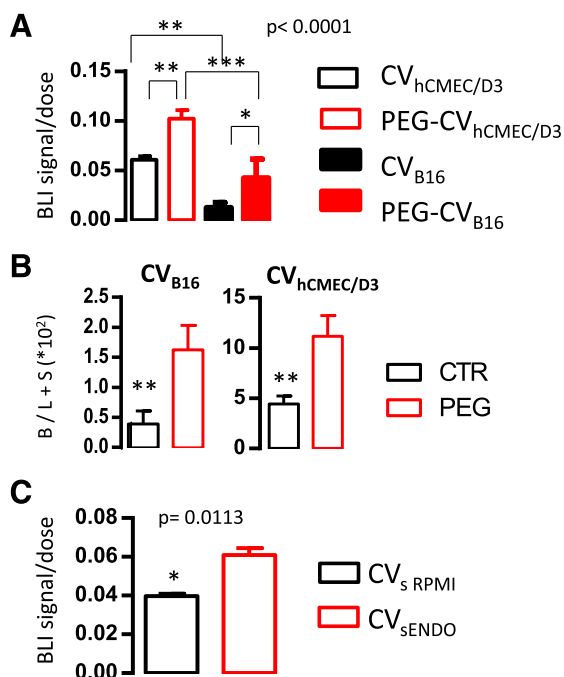 A
** p< 0.0001
** ***
*
0.15
0.10
0.05
0.00
BLI signal/dose
CVhCMEC/D3
PEG-CVhCMEC/D3
CVB16
PEG-CVB16
B
CVB16
CVhCMEC/D3
B / L + S (*10²)
2.5
2.0
1.5
1.0
0.5
0.0
**
15
10
5
0
**
CTR
PEG
C
p= 0.0113
BLI signal/dose
0.08
0.06
0.04
0.02
0.00
*
CVs RPMI
CVsENDO